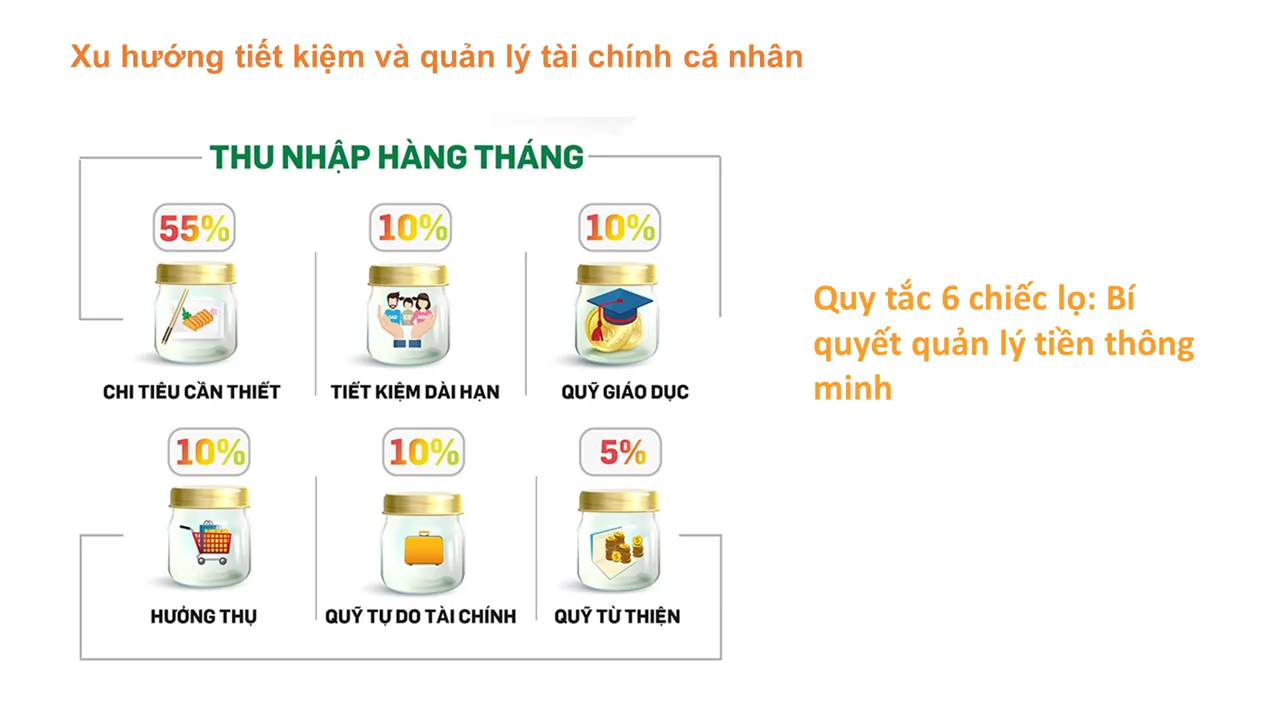 Xu hướng tiết kiệm và quản lý tài chính cá nhân
THU NHẬP HÀNG THÁNG
55%
10%
10%
CHI TIÊU CẦN THIẾT
TIẾT KIỆM DÀI HẠN
QUỸ GIÁO DỤC
10%
10%
5%
HƯỞNG THỤ
QUỸ TỰ DO TÀI CHÍNH
QUỸ TỪ THIỆN
Quy tắc 6 chiếc lọ: Bí
quyết quản lý tiền thông
minh